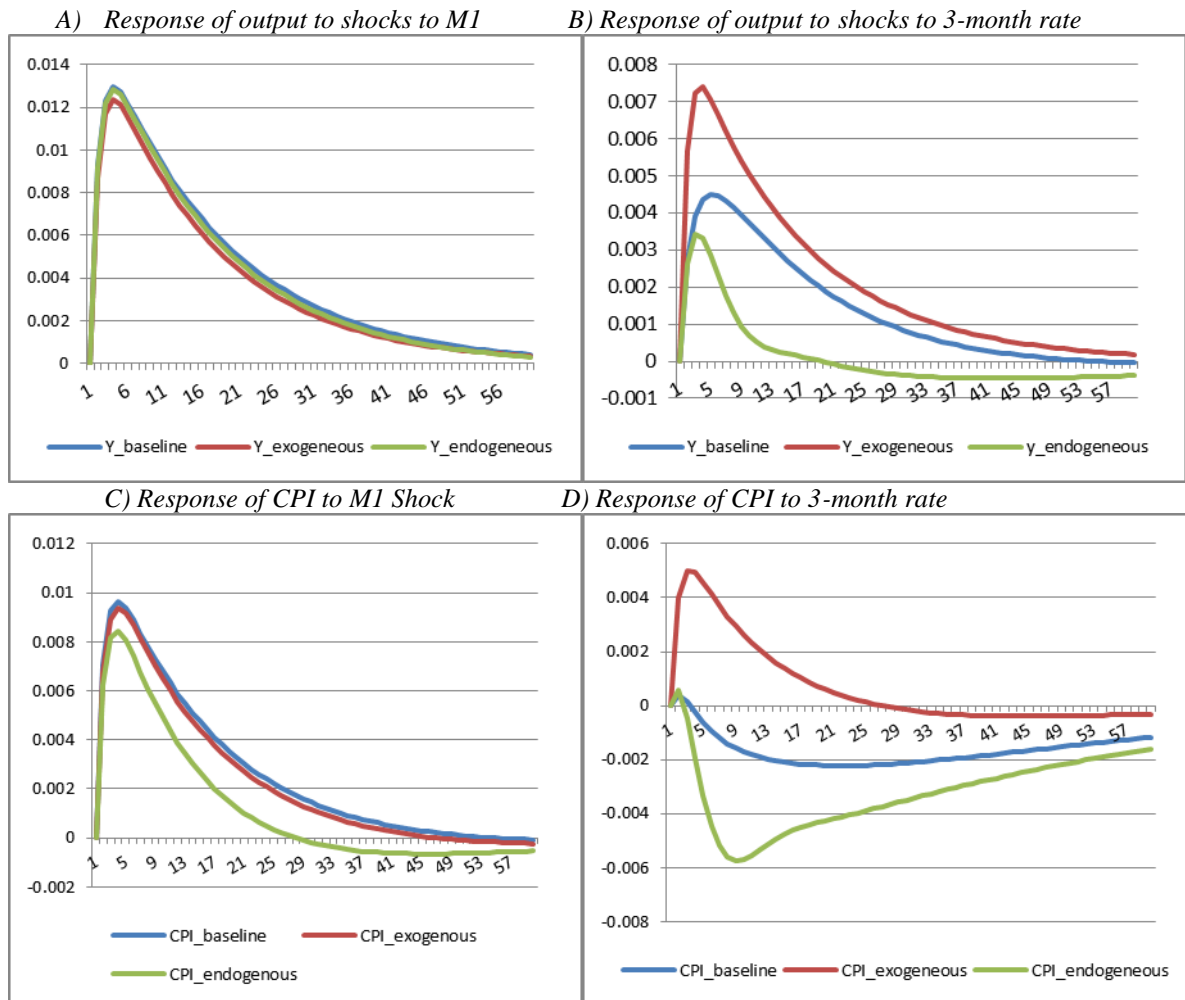 A) Response of output to shocks to M1
B) Response of output to shocks to 3-month rate
0.014
0.012
0.01
0.008
0.006
0.004
0.002
0
1 6 11 16 21 26 31 36 41 46 51 56
Y_baseline Y_exogeneous Y_endogeneous
0.008
0.007
0.006
0.005
0.004
0.003
0.002
0.001
0
-0.001
1 5 9 13 17 21 25 29 33 37 41 45 49 53 57
Y_baseline Y_exogeneous y_endogeneous
C) Response of CPI to M1 Shock
D) Response of CPI to 3-month rate
0.012
0.01
0.008
0.006
0.004
0.002
0
-0.002
1 5 9 13 17 21 25 29 33 37 41 45 49 53 57
CPI_baseline CPI_exogenous
CPI_endogenous
0.006
0.004
0.002
0
-0.002
-0.004
-0.006
-0.008
1 5 9 13 17 21 25 29 33 37 41 45 49 53 57
CPI_baseline CPI_exogeneous CPI_endogeneous